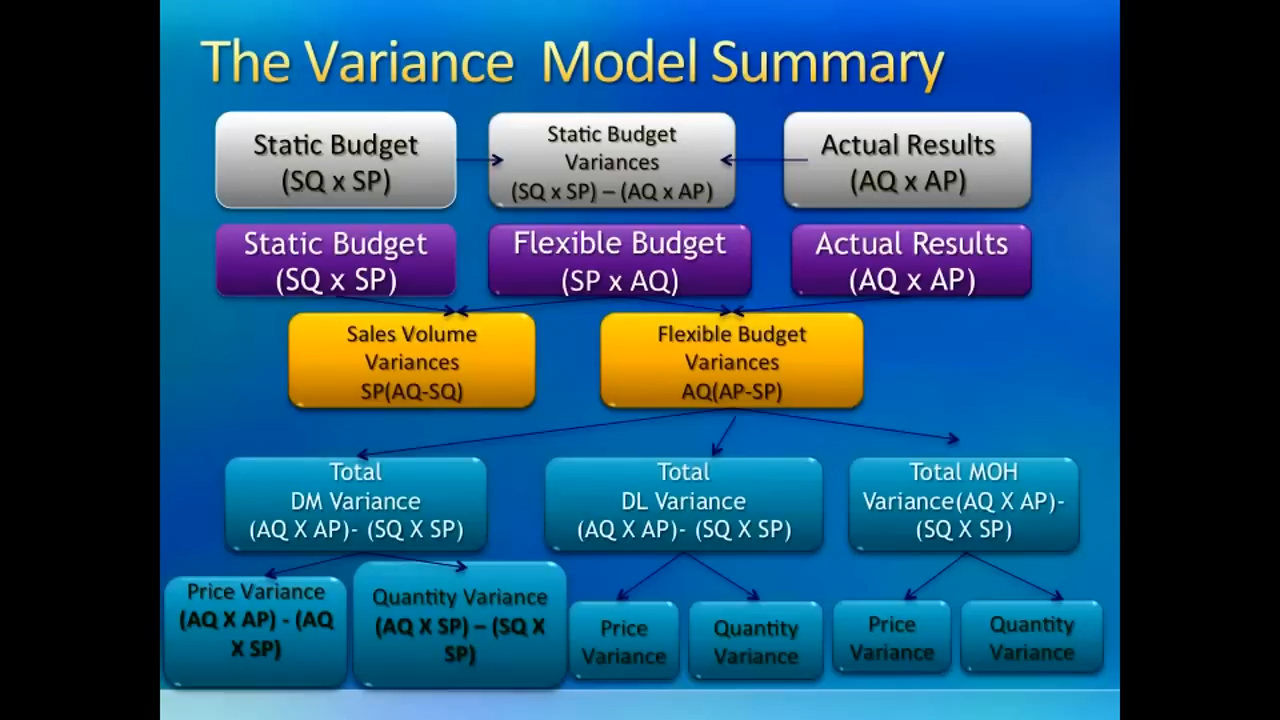 The Variance Model Summary
Static Budget
(SQ x SP)
Static Budget
Variances
(SQ x SP) – (AQ x AP)
Actual Results
(AQ x AP)
Static Budget
(SQ x SP)
Flexible Budget
(SP x AQ)
Actual Results
(AQ x AP)
Sales Volume
Variances
SP(AQ-SQ)
Flexible Budget
Variances
AQ(AP-SP)
Total
DM Variance
(AQ X AP)- (SQ X SP)
Total
DL Variance
(AQ X AP)- (SQ X SP)
Total MOH
Variance(AQ X AP)-
(SQ X SP)
Price Variance
(AQ X AP) - (AQ
X SP)
Quantity Variance
(AQ X SP) – (SQ X
SP)
Price
Variance
Quantity
Variance
Price
Variance
Quantity
Variance